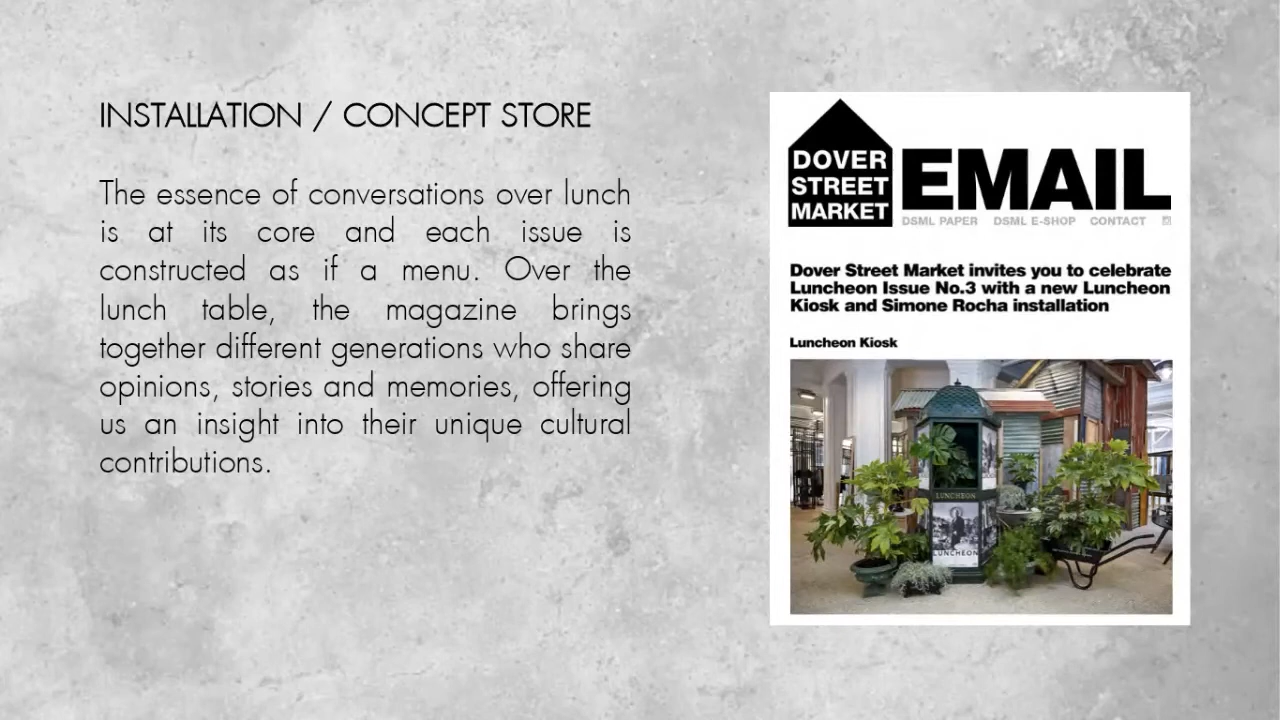 INSTALLATION / CONCEPT STORE
The essence of conversations over lunch
is at its core and each issue is
constructed as if a menu. Over the
lunch table, the magazine brings
together different generations who share
opinions, stories and memories, offering
us an insight into their unique cultural
contributions.
DOVER
STREET
MARKET
EMAIL
DSML PAPER DSML E-SHOP CONTACT
Dover Street Market invites you to celebrate
Luncheon Issue No.3 with a new Luncheon
Kiosk and Simone Rocha installation
Luncheon Kiosk
LUNCHEON
LUNCHEON